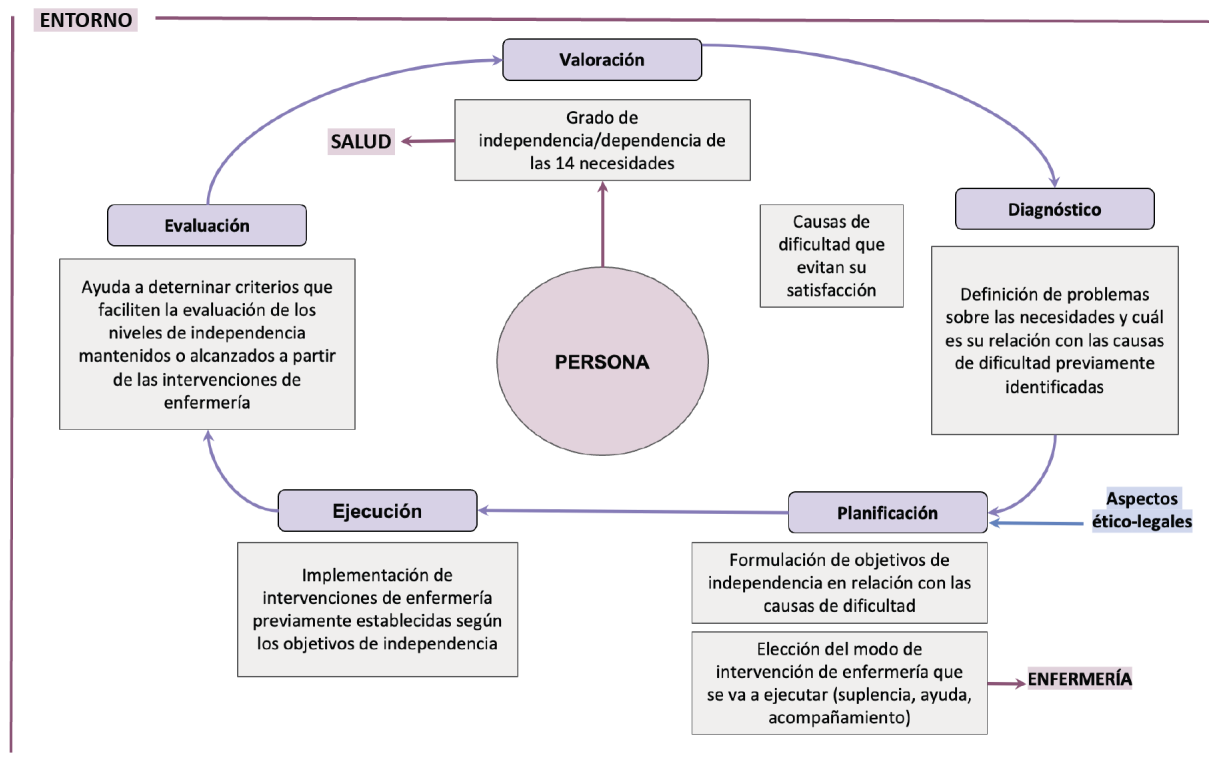 ENTORNO
Valoración
Grado de
independencia/dependencia de
las 14 necesidades
SALUD
Diagnóstico
Causas de
dificultad que
evitan su
satisfacción
Definición de problemas
sobre las necesidades y cuál
es su relación con las causas
de dificultad previamente
identificadas
Evaluación
Ayuda a deterninar criterios que
faciliten la evaluación de los
niveles de independencia
mantenidos o alcanzados a partir
de las intervenciones de
enfermería
PERSONA
Ejecución
Implementación de
intervenciones de enfermería
previamente establecidas según
los objetivos de independencia
Planificación
Aspectos
ético-legales
Formulación de objetivos de
independencia en relación con las
causas de dificultad
Elección del modo de
intervención de enfermería que
se va a ejecutar (suplencia, ayuda,
acompañamiento)
ENFERMERÍA